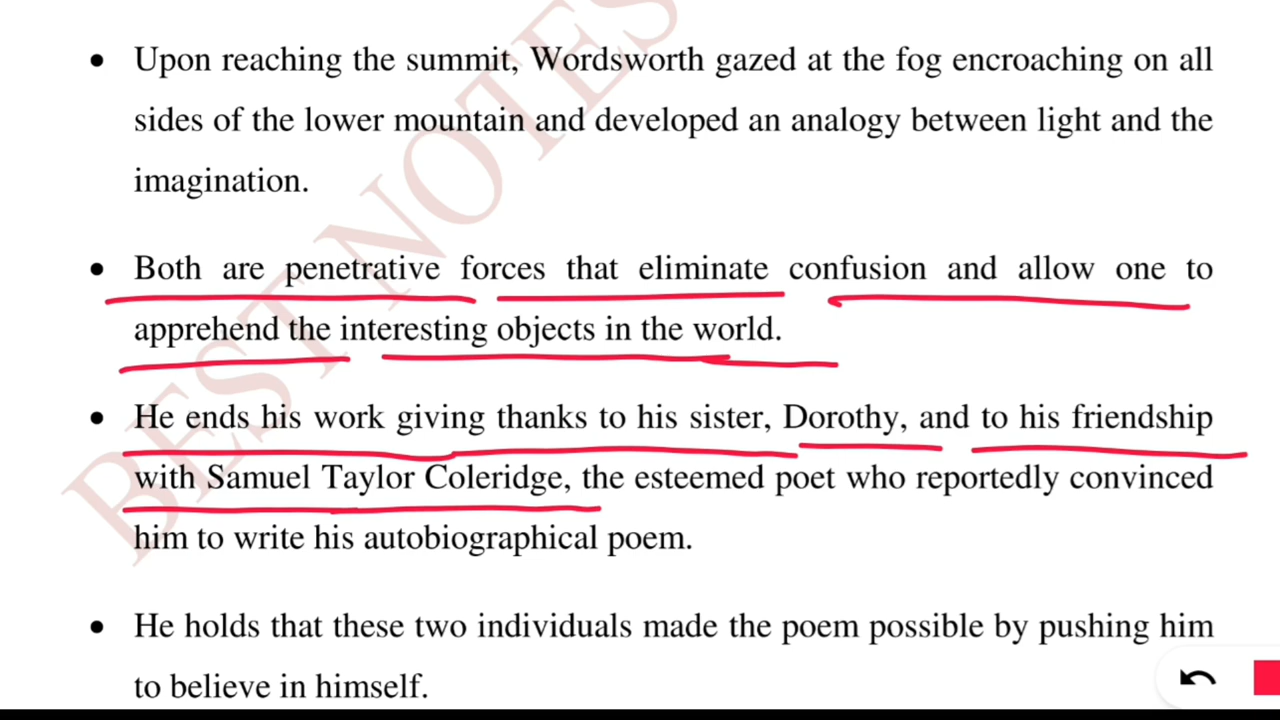 • Upon reaching the summit, Wordsworth gazed at the fog encroaching on all
sides of the lower mountain and developed an analogy between light and the
imagination.
• Both are penetrative forces that eliminate confusion and allow one to
apprehend the interesting objects in the world.
• He ends his work giving thanks to his sister, Dorothy, and to his friendship
with Samuel Taylor Coleridge, the esteemed poet who reportedly convinced
him to write his autobiographical poem.
• He holds that these two individuals made the poem possible by pushing him
to believe in himself.
BEST NOTES